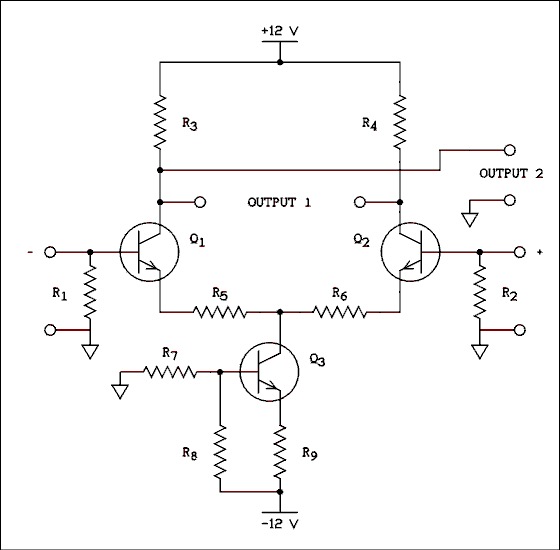 +12 V
R3
R4
OUTPUT 2
OUTPUT 1
Q1
Q2
-
+
R1
R2
R5
R6
R7
Q3
R8
R9
-12 V